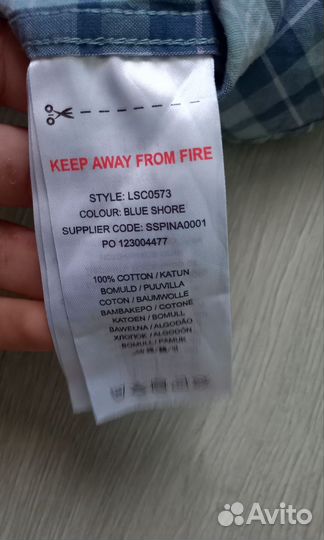 KEEP AWAY FROM FIRE
STYLE: LSC0573
COLOUR: BLUE SHORE
SUPPLIER CODE: SSPINA0001
PO 123004477
100% COTTON / KATUN
BOMULD / PUUVILLA
COTON / BAUMWOLLE
ΒΑΜΒΑΚΕΡΟ / COTONE
KATOEN / BOMULL
BAWEŁNA / ALGODÃO
ХЛОПОК / ALGODÓN
BOMULL / PAMUK
Avito